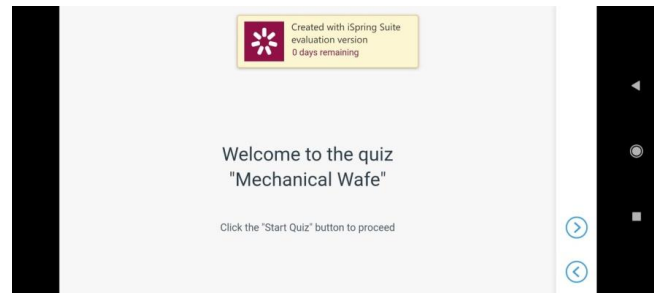 Created with iSpring Suite
evaluation version
0 days remaining
Welcome to the quiz
"Mechanical Wafe"
Click the "Start Quiz" button to proceed